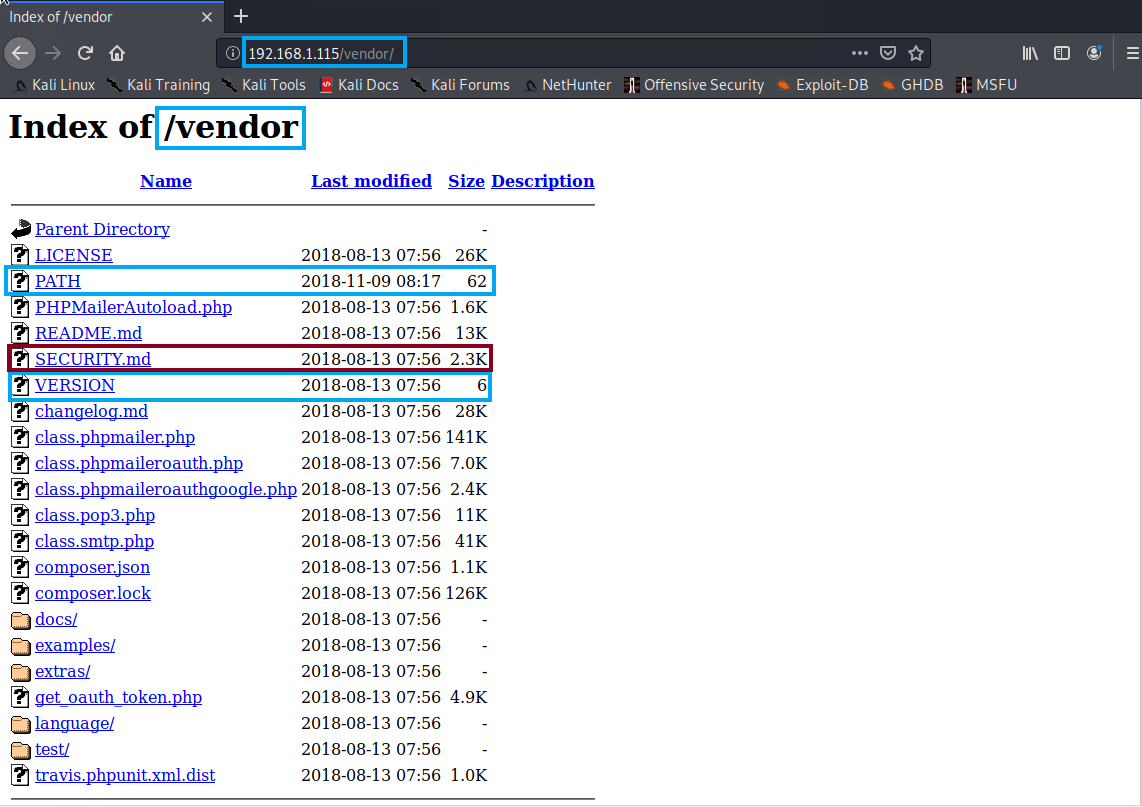 Index of /vendor
192.168.1.115/vendor/
Kali Linux Kali Training Kali Tools Kali Docs Kali Forums NetHunter Offensive Security Exploit-DB GHDB MSFU
Index of /vendor
Name Last modified Size Description
Parent Directory -
LICENSE 2018-08-13 07:56 26K
PATH 2018-11-09 08:17 62
PHPMailerAutoload.php 2018-08-13 07:56 1.6K
README.md 2018-08-13 07:56 13K
SECURITY.md 2018-08-13 07:56 2.3K
VERSION 2018-08-13 07:56 6
changelog.md 2018-08-13 07:56 28K
class.phpmailer.php 2018-08-13 07:56 141K
class.phpmaileroauth.php 2018-08-13 07:56 7.0K
class.phpmaileroauthgoogle.php 2018-08-13 07:56 2.4K
class.pop3.php 2018-08-13 07:56 11K
class.smtp.php 2018-08-13 07:56 41K
composer.json 2018-08-13 07:56 1.1K
composer.lock 2018-08-13 07:56 126K
docs/ 2018-08-13 07:56 -
examples/ 2018-08-13 07:56 -
extras/ 2018-08-13 07:56 -
get_oauth_token.php 2018-08-13 07:56 4.9K
language/ 2018-08-13 07:56 -
test/ 2018-08-13 07:56 -
travis.phpunit.xml.dist 2018-08-13 07:56 1.0K